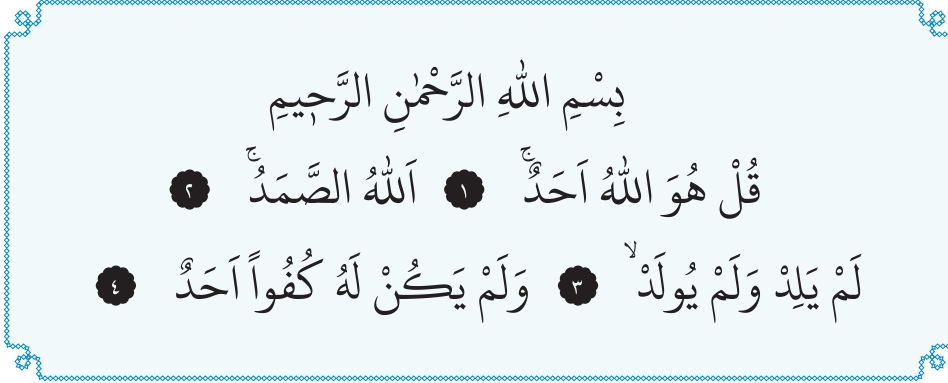 بِسْمِ اللّٰهِ الرَّحْمٰنِ الرَّح۪يمِ
قُلْ هُوَ اللّٰهُ اَحَدٌۚ ١ اَللّٰهُ الصَّمَدُۚ ٢
لَمْ يَلِدْ وَلَمْ يُولَدْۙ ٣ وَلَمْ يَكُنْ لَهُ كُفُواً اَحَدٌ ٤